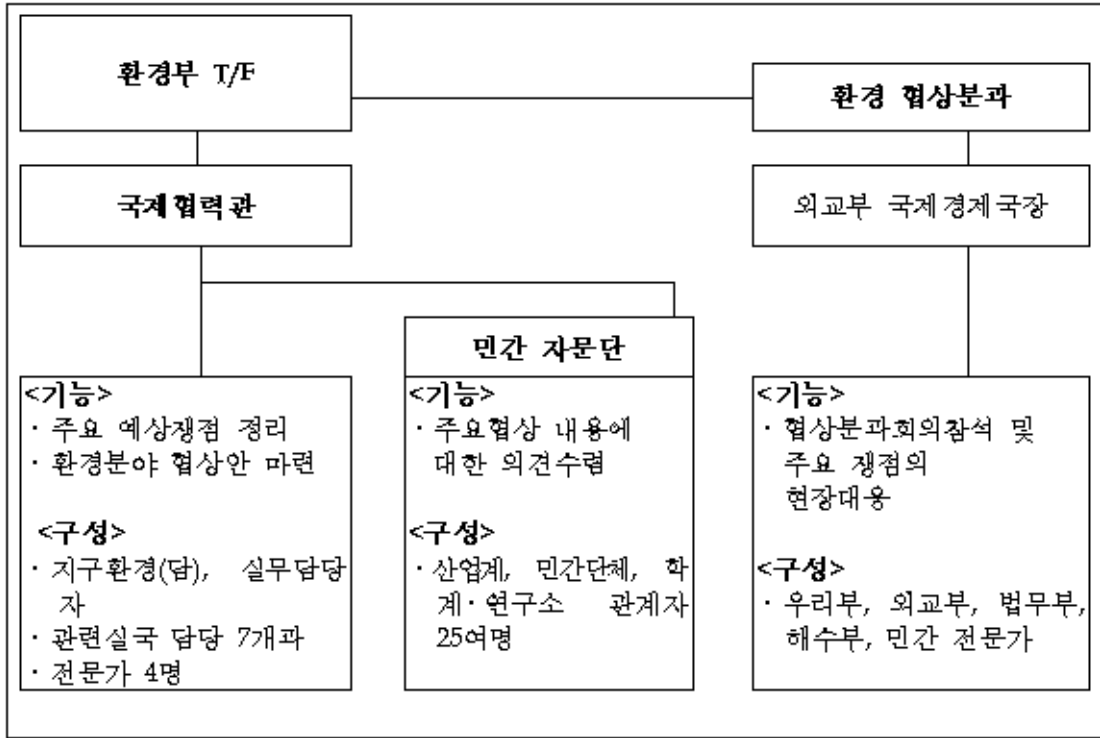 환경부 T/F
환경 협상분과
국제협력관
외교부 국제경제국장
민간 자문단
<기능>
· 주요 예상쟁점 정리
· 환경분야 협상안 마련
<구성>
· 지구환경(담), 실무담당
자
· 관련실국 담당 7개과
· 전문가 4명
<기능>
· 주요협상 내용에
대한 의견수렴
<구성>
· 산업계, 민간단체, 학
계·연구소 관계자
25여명
<기능>
· 협상분과회의참석 및
주요 쟁점의
현장대응
<구성>
· 우리부, 외교부, 법무부,
해수부, 민간 전문가